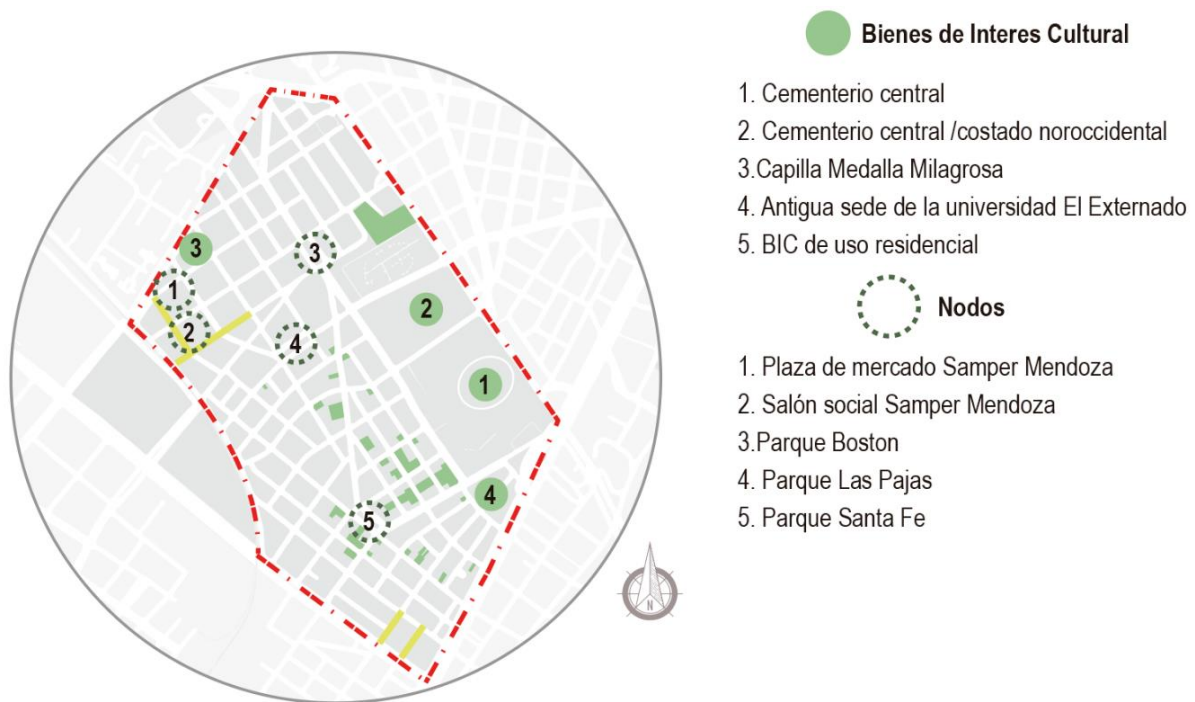 Bienes de Interes Cultural
1. Cementerio central
2. Cementerio central /costado noroccidental
3.Capilla Medalla Milagrosa
4. Antigua sede de la universidad El Externado
5. BIC de uso residencial
Nodos
1. Plaza de mercado Samper Mendoza
2. Salón social Samper Mendoza
3.Parque Boston
4. Parque Las Pajas
5. Parque Santa Fe
3
3
1
2
2
4
1
4
5
N